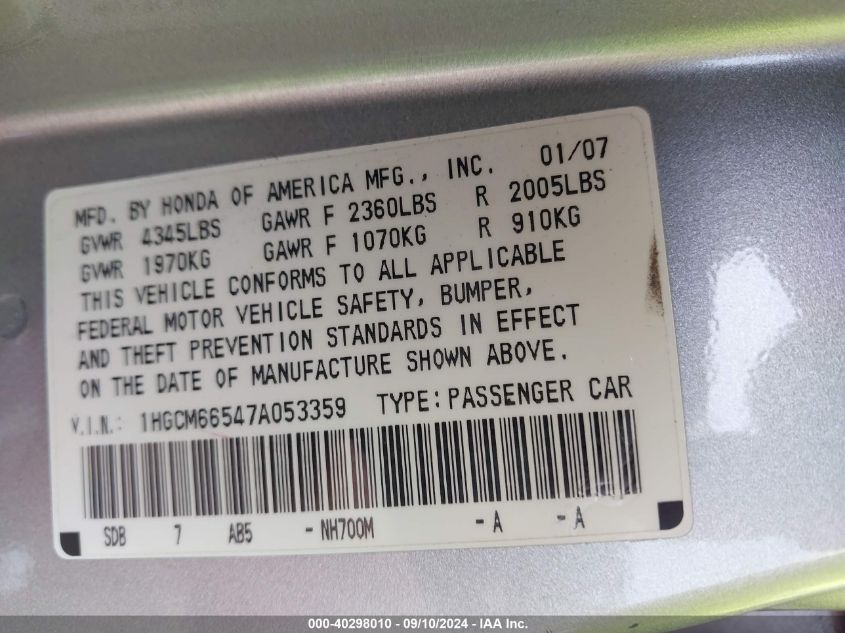 MFD. BY HONDA OF AMERICA MFG., INC. 01/07
GVWR 4345LBS GAWR F 2360LBS R 2005LBS
GVWR 1970KG GAWR F 1070KG R 910KG
THIS VEHICLE CONFORMS TO ALL APPLICABLE
FEDERAL MOTOR VEHICLE SAFETY, BUMPER,
AND THEFT PREVENTION STANDARDS IN EFFECT
ON THE DATE OF MANUFACTURE SHOWN ABOVE.
V.I.N.: 1HGCM66547A053359 TYPE:PASSENGER CAR
SDB 7 AB5 -NH700M -A -A
000-40298010 - 09/10/2024 - IAA Inc.